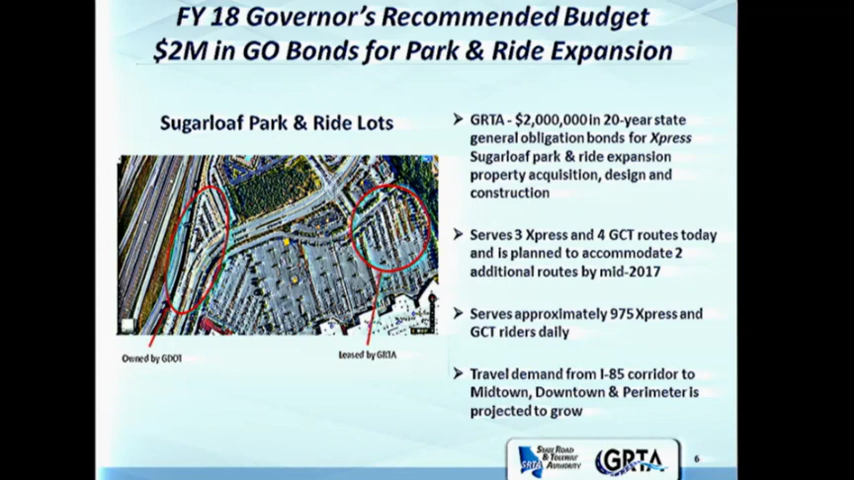 FY 18 Governor's Recommended Budget
$2M in GO Bonds for Park & Ride Expansion
Sugarloaf Park & Ride Lots
Owned by GDOT
Leased by GRTA
GRTA - $2,000,000 in 20-year state
general obligation bonds for Xpress
Sugarloaf park & ride expansion
property acquisition, design and
construction
Serves 3 Xpress and 4 GCT routes today
and is planned to accommodate 2
additional routes by mid-2017
Serves approximately 975 Xpress and
GCT riders daily
Travel demand from I-85 corridor to
Midtown, Downtown & Perimeter is
projected to grow
SRTA
STATE ROAD
& TOLLWAY
AUTHORITY
GRTA
6